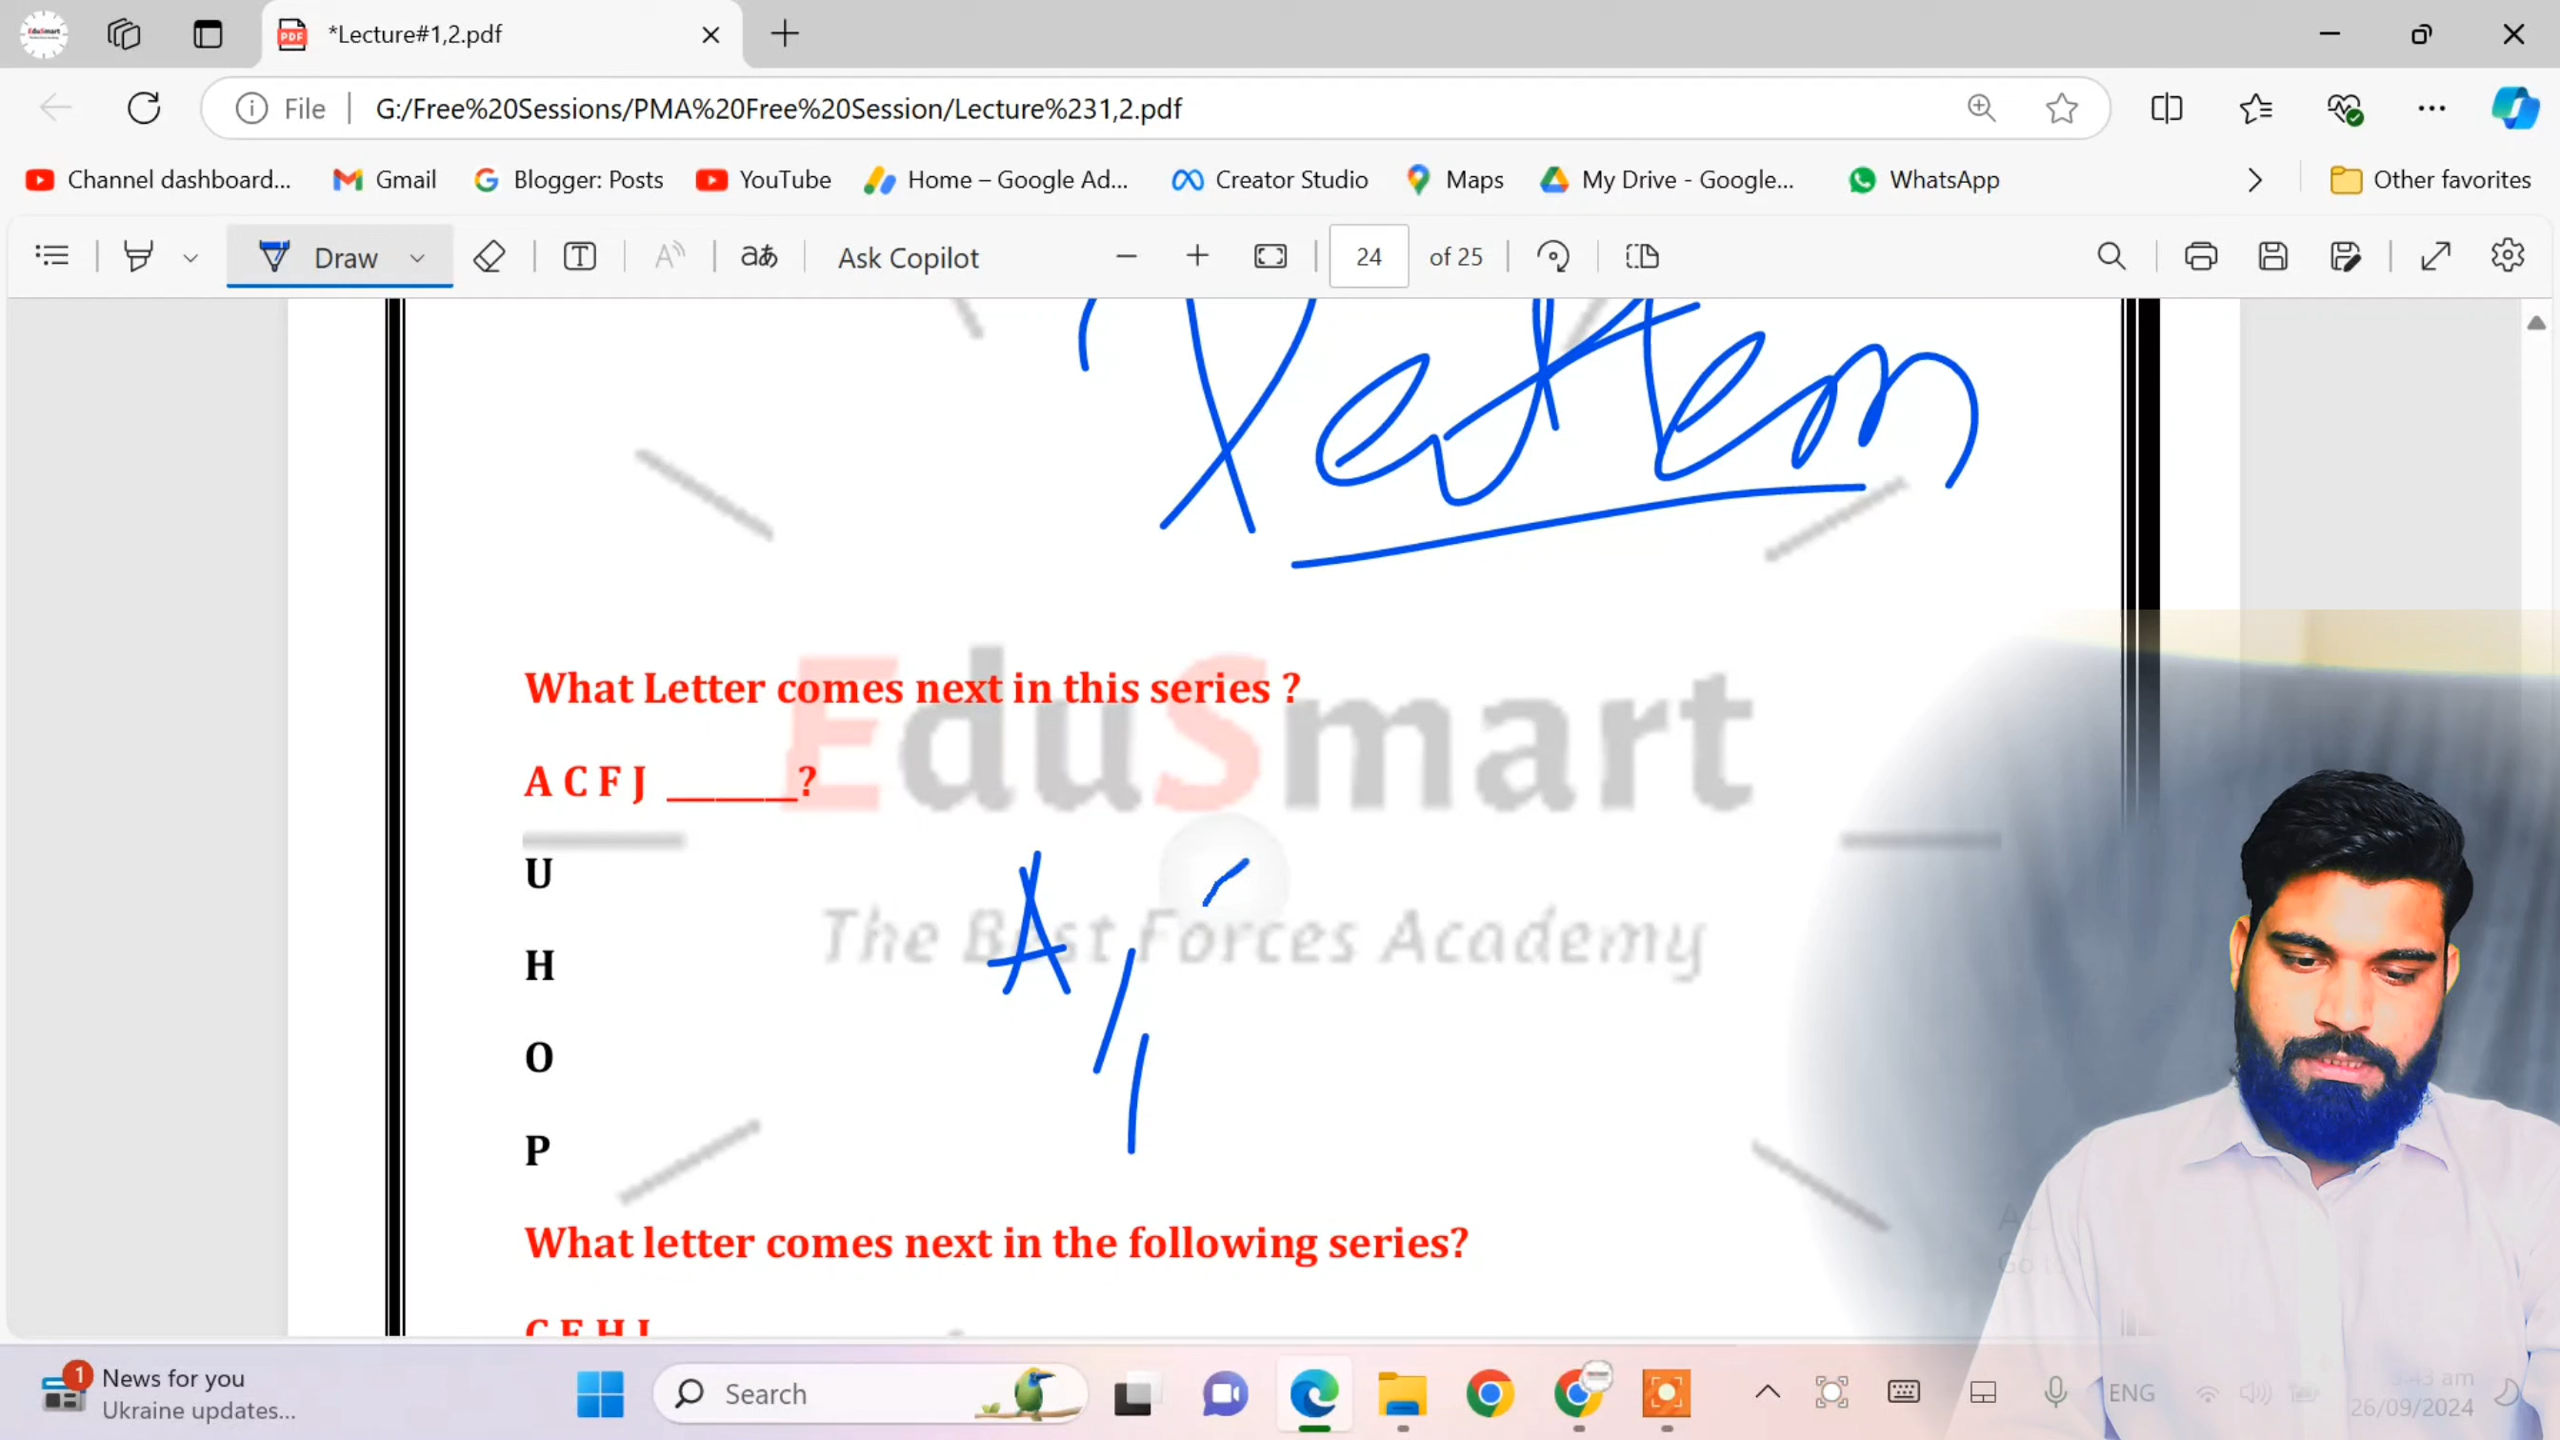 EduSmart
*Lecture#1,2.pdf
File G:/Free%20Sessions/PMA%20Free%20Session/Lecture%231,2.pdf
Channel dashboard... Gmail Blogger: Posts YouTube Home – Google Ad... Creator Studio Maps My Drive - Google... WhatsApp Other favorites
Draw Ask Copilot 24 of 25
What Letter comes next in this series ?
A C F J ________?
EduSmart
The Best Forces Academy
U
H
O
P
A,
What letter comes next in the following series?
1 News for you
Ukraine updates...
Search
ENG
26/09/2024